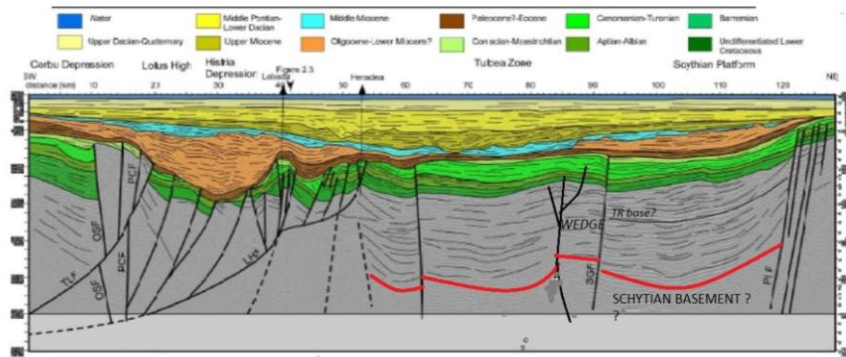 Water
Middle Pontian-
Lower Dacian
Middle Miocene
Paleocene?-Eocene
Cenomanian-Turonian
Barremian
Upper Dacian-Quaternary
Upper Miocene
Oligocene-Lower Miocene?
Coniacian-Maastrichtian
Aptian-Albian
Undifferentiated Lower
Cretaceous
Corbu Depression
Lotus High
Histria
Depression
Figure 2.3
Lebada
Heraclea
Tulcea Zone
Scythian Platform
SW
NE
distance (km)
10
30
40
50
60
70
80
90
100
110
120
OSF
PCF
PCF
OSF
TLF
LHs
WEDGE
TR base?
SGF
PLF
SCHYTIAN BASEMENT ?
?